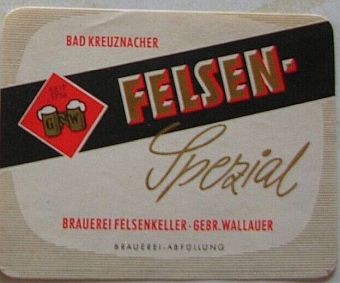 BAD KREUZNACHER
FELSEN-
Spezial
G W
BRAUEREI FELSENKELLER · GEBR. WALLAUER
BRAUEREI-ABFÜLLUNG